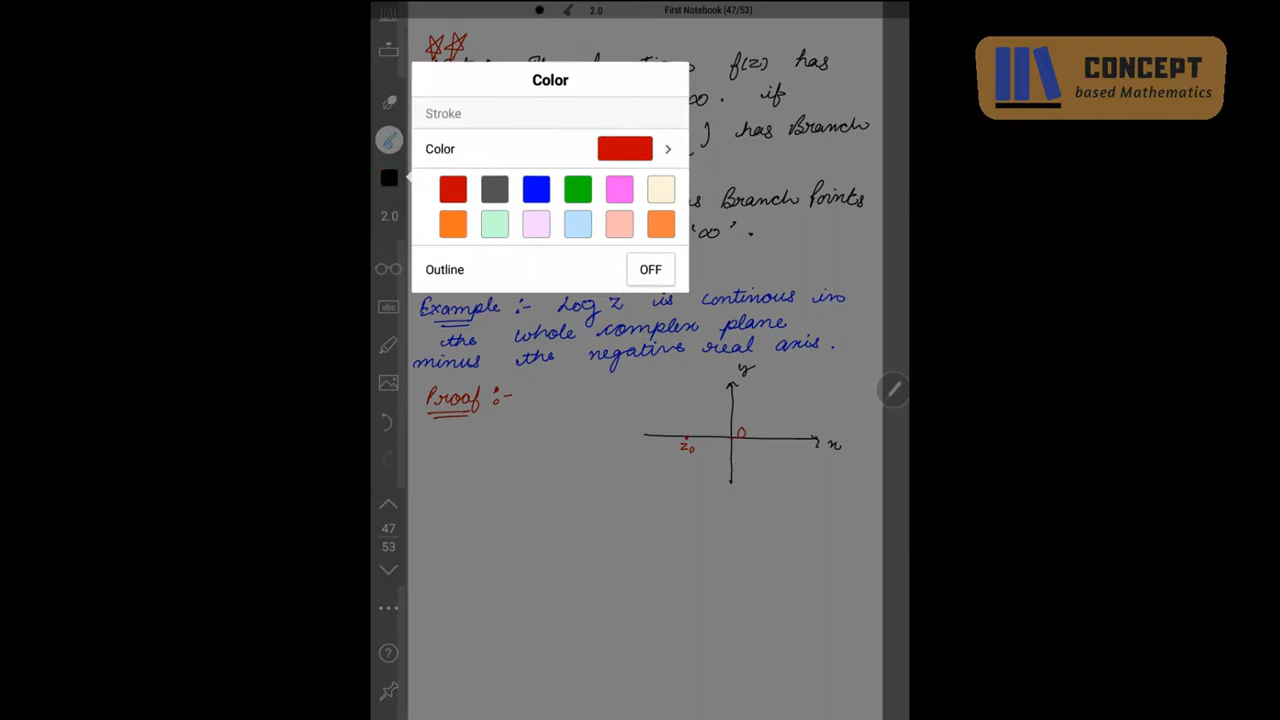 2.0
First Notebook (47/53)
f(z) has
∞ . if
) has Branch
Branch Points
'∞' .
Color
Stroke
Color
Outline
OFF
Example :- Log z is continous in
the whole complex plane
minus the negative real axis .
Proof :-
y
0
z₀
x
2.0
abc
47
53
?
CONCEPT
based Mathematics